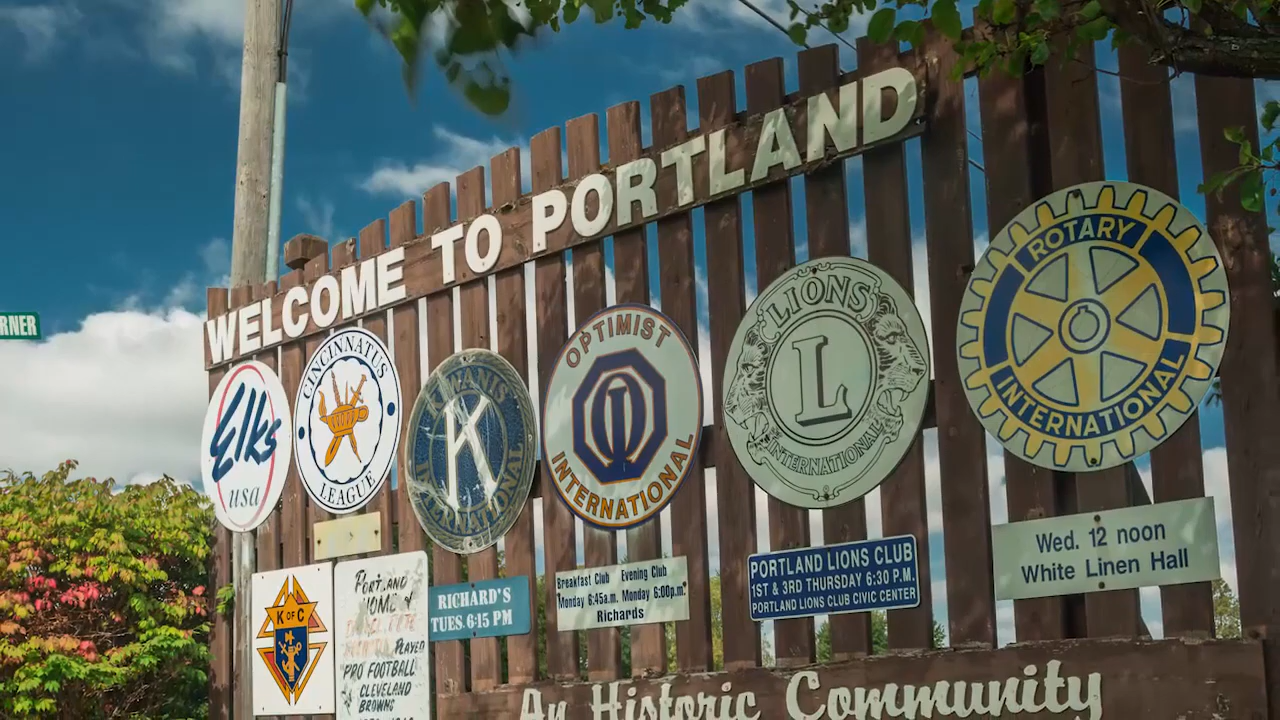 WELCOME TO PORTLAND
RNER
Elks
usa
CINCINNATUS
LEAGUE
KIWANIS
K
INTERNATIONAL
OPTIMIST
OI
INTERNATIONAL
LIONS
L
INTERNATIONAL
ROTARY
INTERNATIONAL
K OF C
PORTLAND
HOME of
PLAYED
PRO FOOTBALL
CLEVELAND
BROWNS
RICHARD'S
TUES. 6:15 PM
Breakfast Club Evening Club
Monday 6:45a.m. Monday 6:00p.m.
Richards
PORTLAND LIONS CLUB
1ST & 3RD THURSDAY 6:30 P.M.
PORTLAND LIONS CLUB CIVIC CENTER
Wed. 12 noon
White Linen Hall
An Historic Community